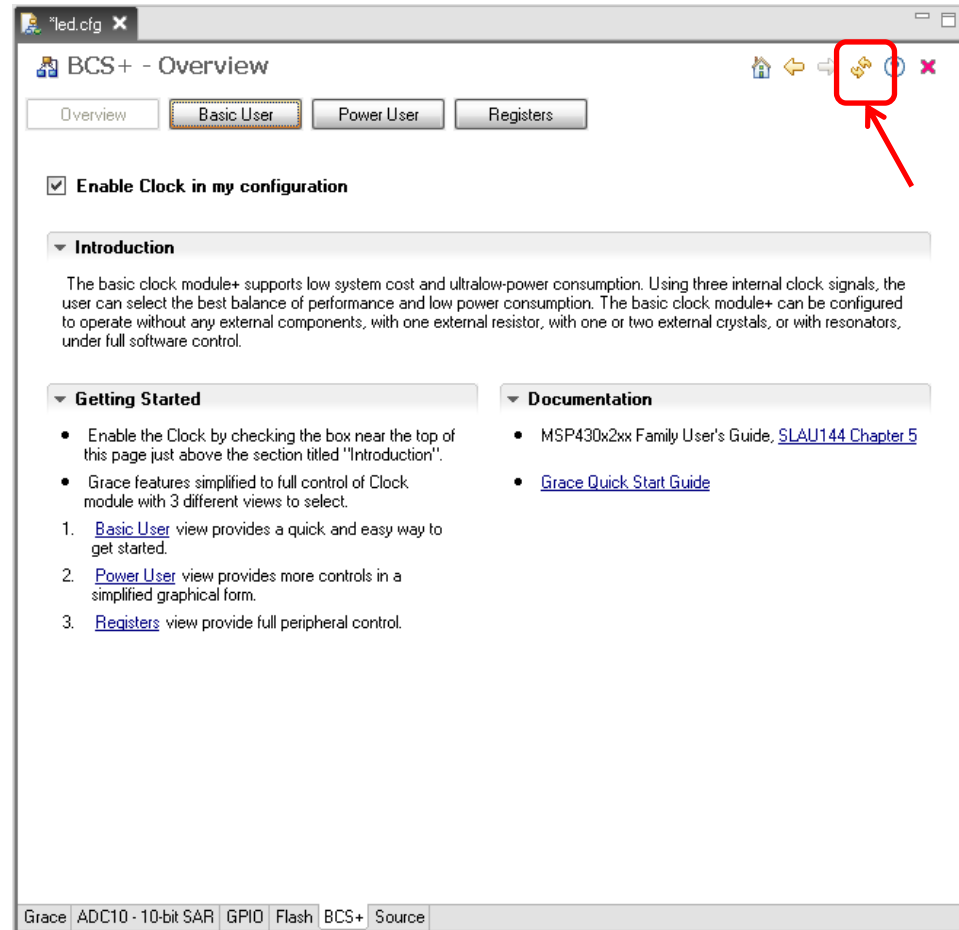 *led.cfg
BCS+ - Overview
Overview Basic User Power User Registers
Enable Clock in my configuration
Introduction
The basic clock module+ supports low system cost and ultralow-power consumption. Using three internal clock signals, the
user can select the best balance of performance and low power consumption. The basic clock module+ can be configured
to operate without any external components, with one external resistor, with one or two external crystals, or with resonators,
under full software control.
Getting Started
• Enable the Clock by checking the box near the top of
this page just above the section titled "Introduction".
• Grace features simplified to full control of Clock
module with 3 different views to select.
1. Basic User view provides a quick and easy way to
get started.
2. Power User view provides more controls in a
simplified graphical form.
3. Registers view provide full peripheral control.
Documentation
• MSP430x2xx Family User's Guide, SLAU144 Chapter 5
• Grace Quick Start Guide
Grace ADC10 - 10-bit SAR GPIO Flash BCS+ Source